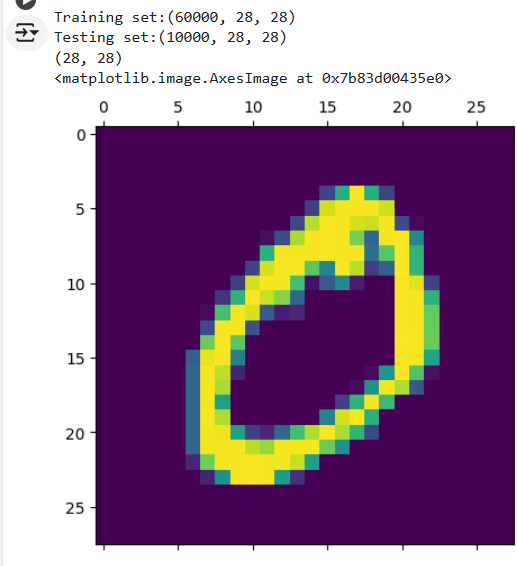 Training set:(60000, 28, 28)
Testing set:(10000, 28, 28)
(28, 28)
<matplotlib.image.AxesImage at 0x7b83d00435e0>
0 5 10 15 20 25
0
5
10
15
20
25